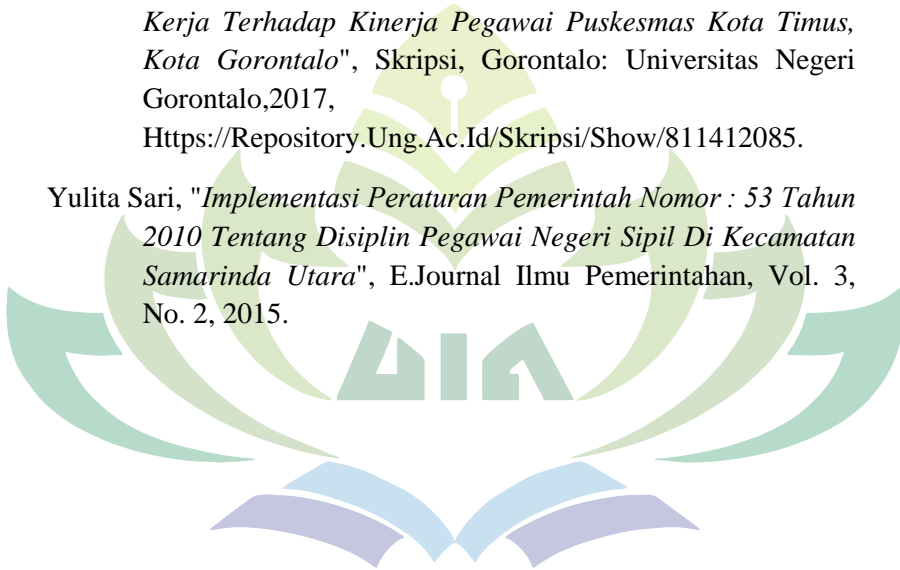 Kerja Terhadap Kinerja Pegawai Puskesmas Kota Timus,
Kota Gorontalo", Skripsi, Gorontalo: Universitas Negeri
Gorontalo,2017,
Https://Repository.Ung.Ac.Id/Skripsi/Show/811412085.
Yulita Sari, "Implementasi Peraturan Pemerintah Nomor : 53 Tahun
2010 Tentang Disiplin Pegawai Negeri Sipil Di Kecamatan
Samarinda Utara", E.Journal Ilmu Pemerintahan, Vol. 3,
No. 2, 2015.
UIN